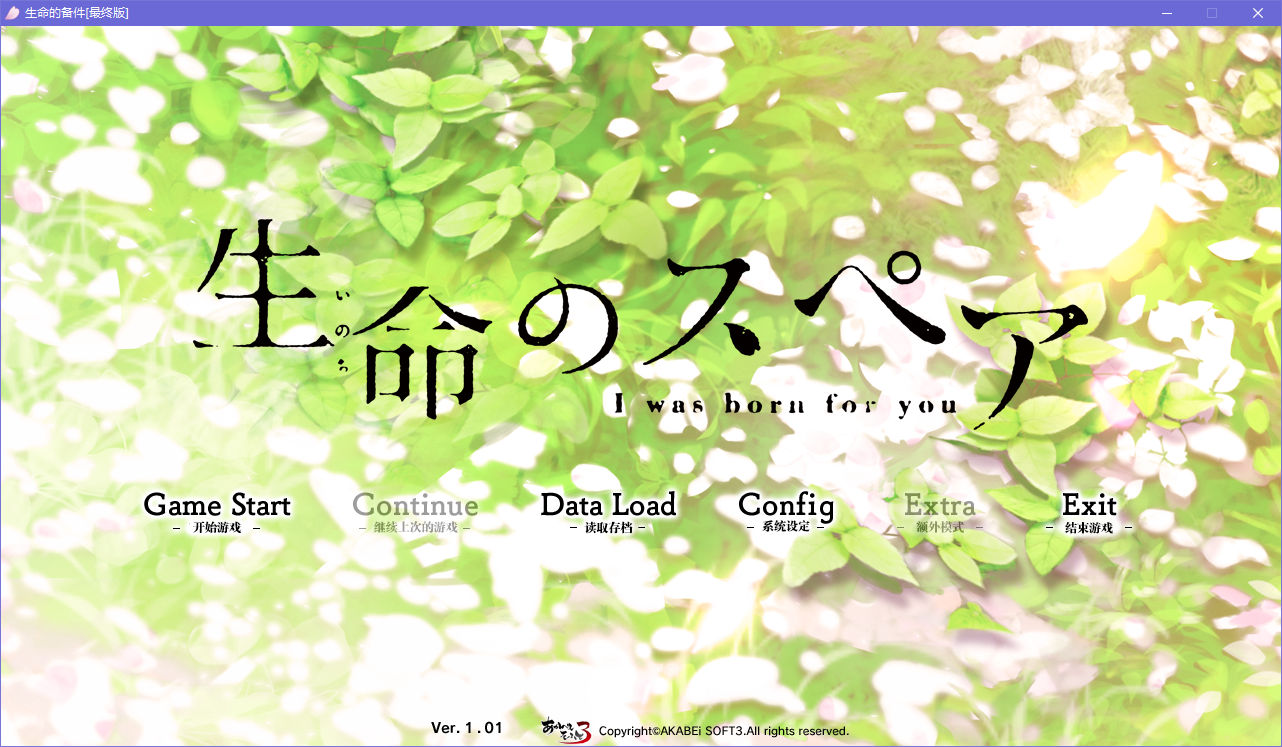 生命的备件[最终版]
生命のスペア
いのち
I was born for you
Game Start
开始游戏
Continue
继续上次的游戏
Data Load
读取存档
Config
系统设定
Extra
额外模式
Exit
结束游戏
Ver. 1.01
Copyright©AKABEi SOFT3.All rights reserved.